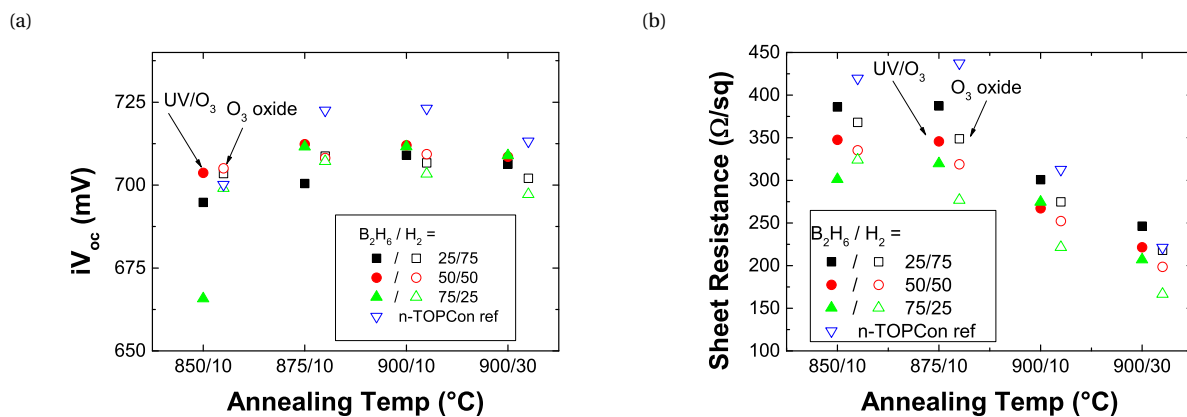 (a)
(b)
iV_oc (mV)
725
700
675
650
UV/O₃
O₃ oxide
B₂H₆ / H₂ =
/ 25/75
/ 50/50
/ 75/25
n-TOPCon ref
850/10 875/10 900/10 900/30
Annealing Temp (°C)
Sheet Resistance (Ω/sq)
450
400
350
300
250
200
150
100
UV/O₃
O₃ oxide
B₂H₆ / H₂ =
/ 25/75
/ 50/50
/ 75/25
n-TOPCon ref
850/10 875/10 900/10 900/30
Annealing Temp (°C)